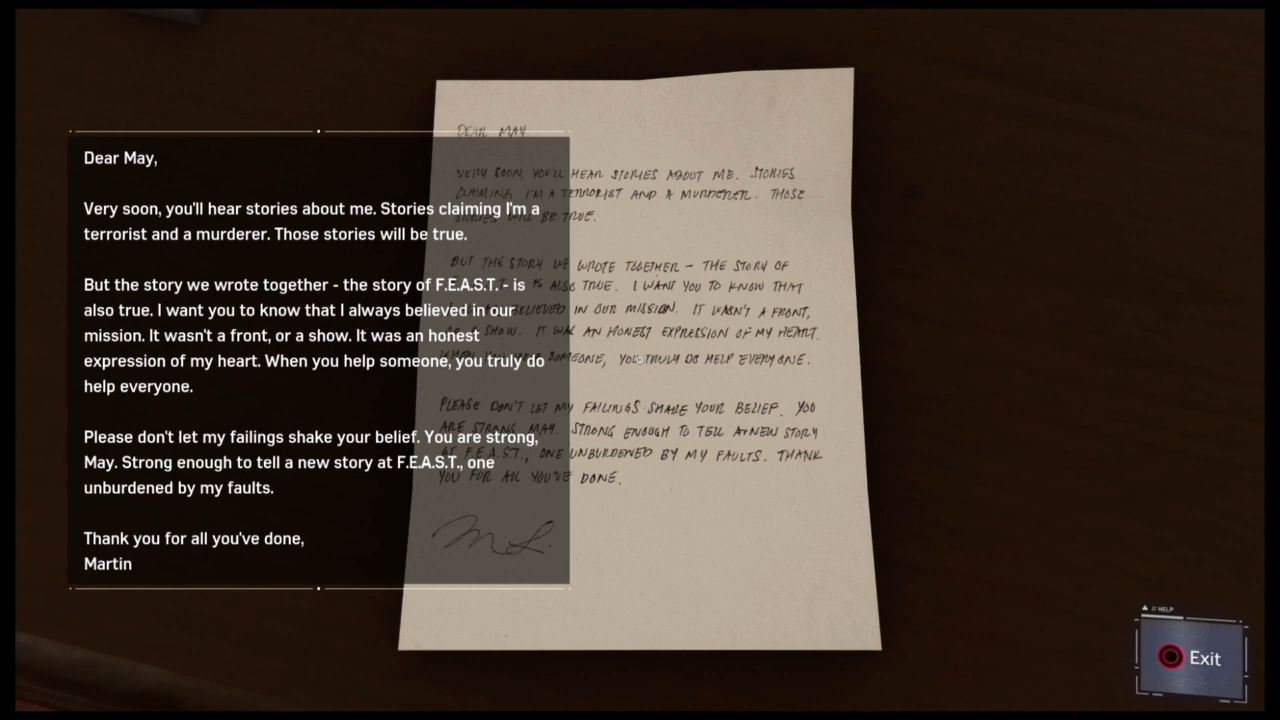 Dear May,
Very soon, you'll hear stories about me. Stories claiming I'm a
terrorist and a murderer. Those stories will be true.
But the story we wrote together - the story of F.E.A.S.T. - is
also true. I want you to know that I always believed in our
mission. It wasn't a front, or a show. It was an honest
expression of my heart. When you help someone, you truly do
help everyone.
Please don't let my failings shake your belief. You are strong,
May. Strong enough to tell a new story at F.E.A.S.T., one
unburdened by my faults.
Thank you for all you've done,
Martin
DEAR MAY
VERY SOON, YOU'LL HEAR STORIES ABOUT ME. STORIES
CLAIMING I'M A TERRORIST AND A MURDERER. THOSE
STORIES WILL BE TRUE.
BUT THE STORY WE WROTE TOGETHER - THE STORY OF
IS ALSO TRUE. I WANT YOU TO KNOW THAT
BELIEVED IN OUR MISSION. IT WASN'T A FRONT,
SHOW. IT WAS AN HONEST EXPRESSION OF MY HEART.
SOMEONE, YOU TRULY DO HELP EVERYONE.
PLEASE DON'T LET MY FAILINGS SHAKE YOUR BELIEF. YOU
ARE STRONG MAY. STRONG ENOUGH TO TELL A NEW STORY
AT F.E.A.S.T., ONE UNBURDENED BY MY FAULTS. THANK
YOU FOR ALL YOU'VE DONE.
// HELP
Exit